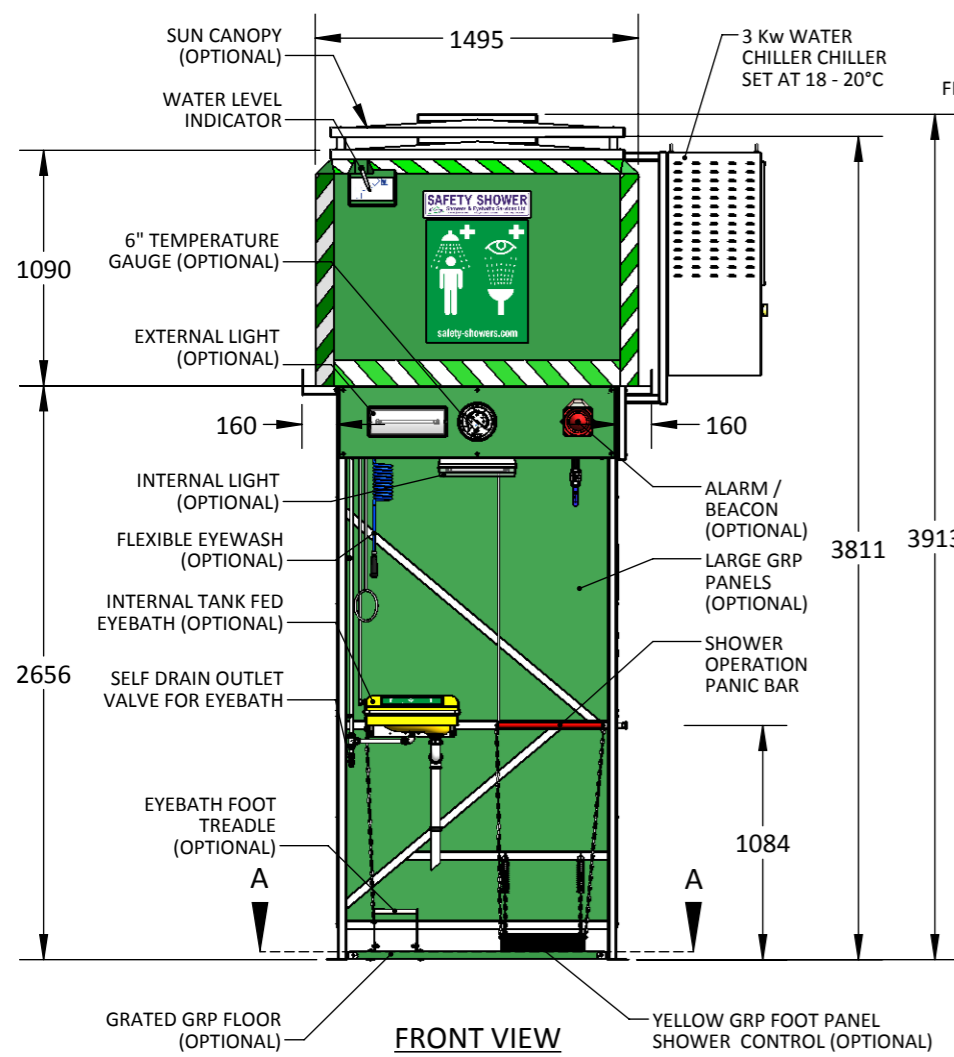 SUN CANOPY
(OPTIONAL)
1495
3 Kw WATER
CHILLER CHILLER
SET AT 18 - 20°C
WATER LEVEL
INDICATOR
SAFETY SHOWER
Showers & Eyebaths Services Ltd
6" TEMPERATURE
GAUGE (OPTIONAL)
1090
safety-showers.com
EXTERNAL LIGHT
(OPTIONAL)
160
160
INTERNAL LIGHT
(OPTIONAL)
ALARM /
BEACON
(OPTIONAL)
FLEXIBLE EYEWASH
(OPTIONAL)
3811
3913
LARGE GRP
PANELS
(OPTIONAL)
INTERNAL TANK FED
EYEBATH (OPTIONAL)
SHOWER
OPERATION
PANIC BAR
2656
SELF DRAIN OUTLET
VALVE FOR EYEBATH
EYEBATH FOOT
TREADLE
(OPTIONAL)
1084
A
A
GRATED GRP FLOOR
(OPTIONAL)
FRONT VIEW
YELLOW GRP FOOT PANEL
SHOWER CONTROL (OPTIONAL)